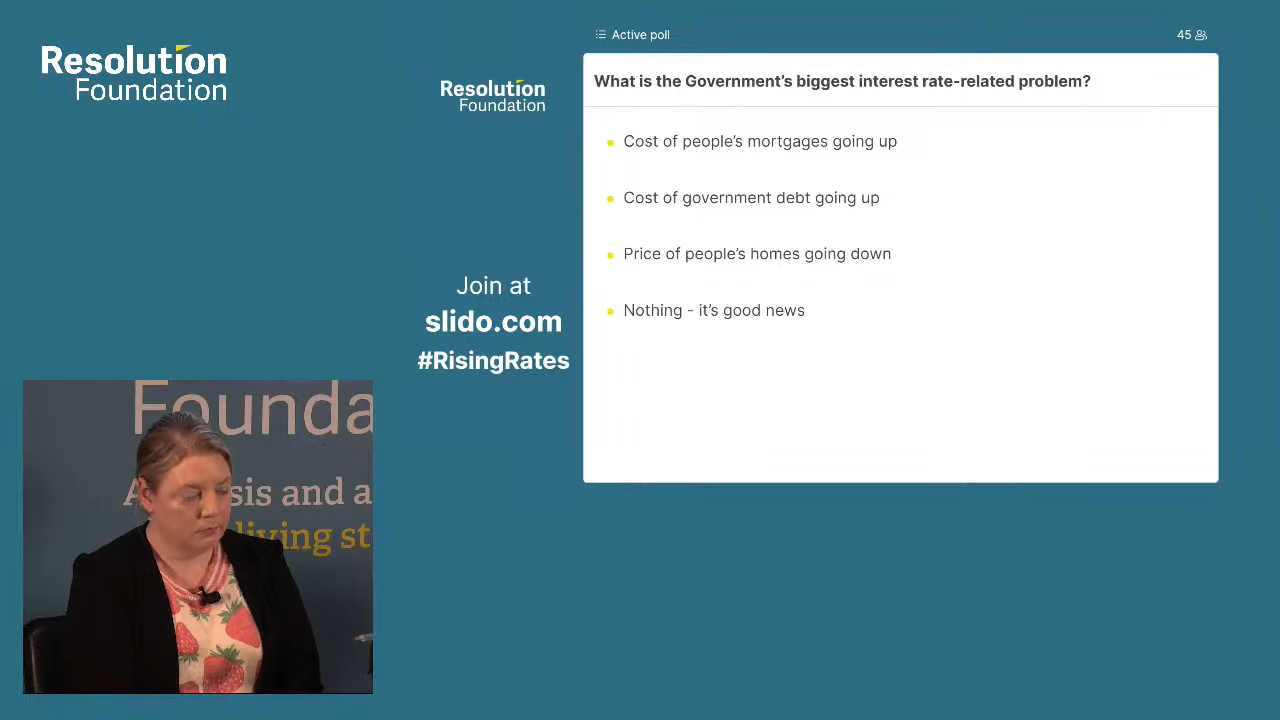 Resolution
Foundation
Resolution
Foundation
Join at
slido.com
#RisingRates
Active poll
45
What is the Government's biggest interest rate-related problem?
Cost of people's mortgages going up
Cost of government debt going up
Price of people's homes going down
Nothing - it's good news
Founda
sis and a
living st